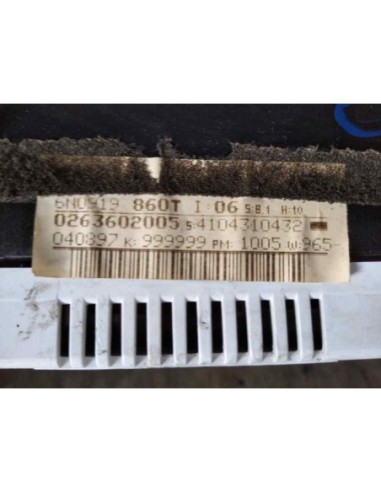 6N0919 860T I: 06 S:8.1 H:10
0263602005 S:4104310432
040897 K: 999999 PM: 1005 W:965-